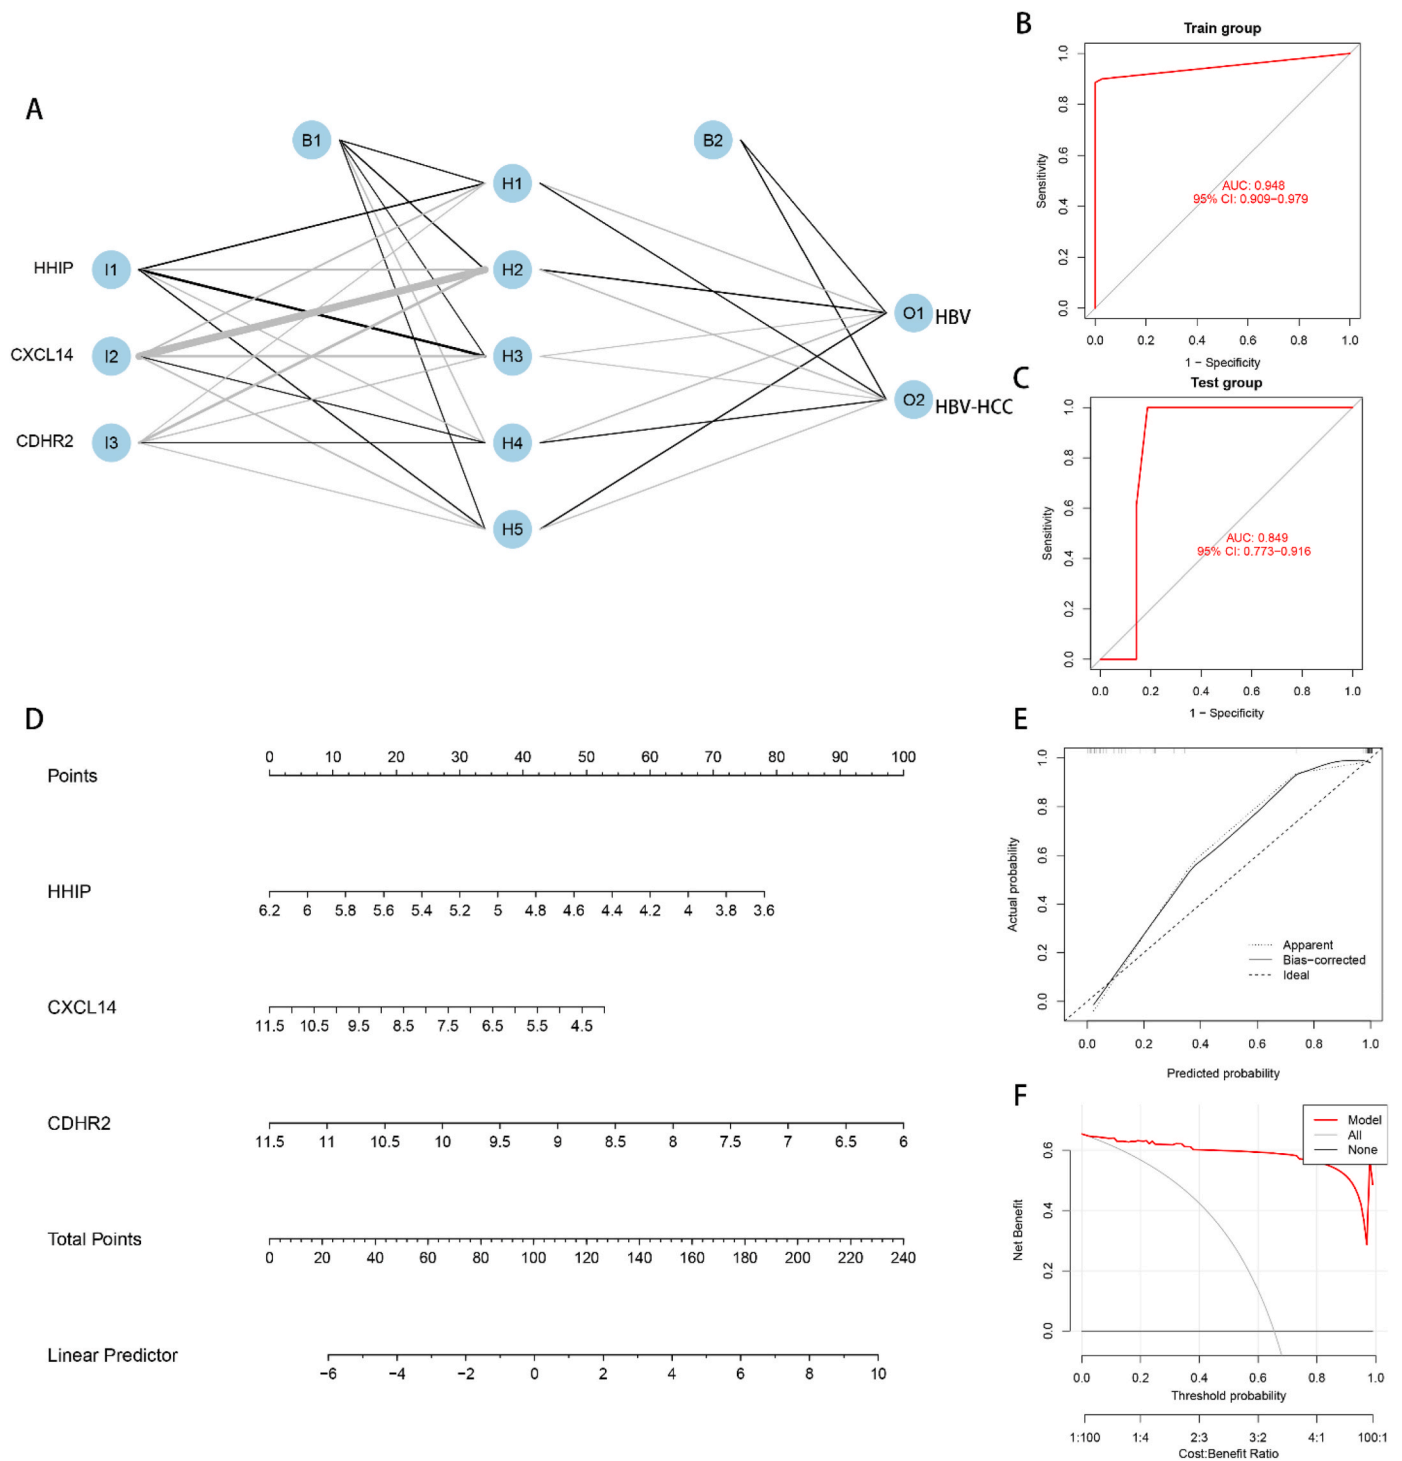 A
B1
B2
H1
HHIP
I1
H2
O1
HBV
CXCL14
I2
H3
O2
HBV-HCC
CDHR2
I3
H4
H5
B
Train group
Sensitivity
0.0 0.2 0.4 0.6 0.8 1.0
AUC: 0.948
95% CI: 0.909−0.979
0.0 0.2 0.4 0.6 0.8 1.0
1 − Specificity
C
Test group
Sensitivity
0.0 0.2 0.4 0.6 0.8 1.0
AUC: 0.849
95% CI: 0.773−0.916
0.0 0.2 0.4 0.6 0.8 1.0
1 − Specificity
D
Points
0 10 20 30 40 50 60 70 80 90 100
HHIP
6.2 6 5.8 5.6 5.4 5.2 5 4.8 4.6 4.4 4.2 4 3.8 3.6
CXCL14
11.5 10.5 9.5 8.5 7.5 6.5 5.5 4.5
CDHR2
11.5 11 10.5 10 9.5 9 8.5 8 7.5 7 6.5 6
Total Points
0 20 40 60 80 100 120 140 160 180 200 220 240
Linear Predictor
−6 −4 −2 0 2 4 6 8 10
E
Actual probability
0.0 0.2 0.4 0.6 0.8 1.0
Apparent
Bias−corrected
Ideal
0.0 0.2 0.4 0.6 0.8 1.0
Predicted probability
F
Net Benefit
0.0 0.2 0.4 0.6
Model
All
None
0.0 0.2 0.4 0.6 0.8 1.0
Threshold probability
1:100 1:4 2:3 3:2 4:1 100:1
Cost:Benefit Ratio